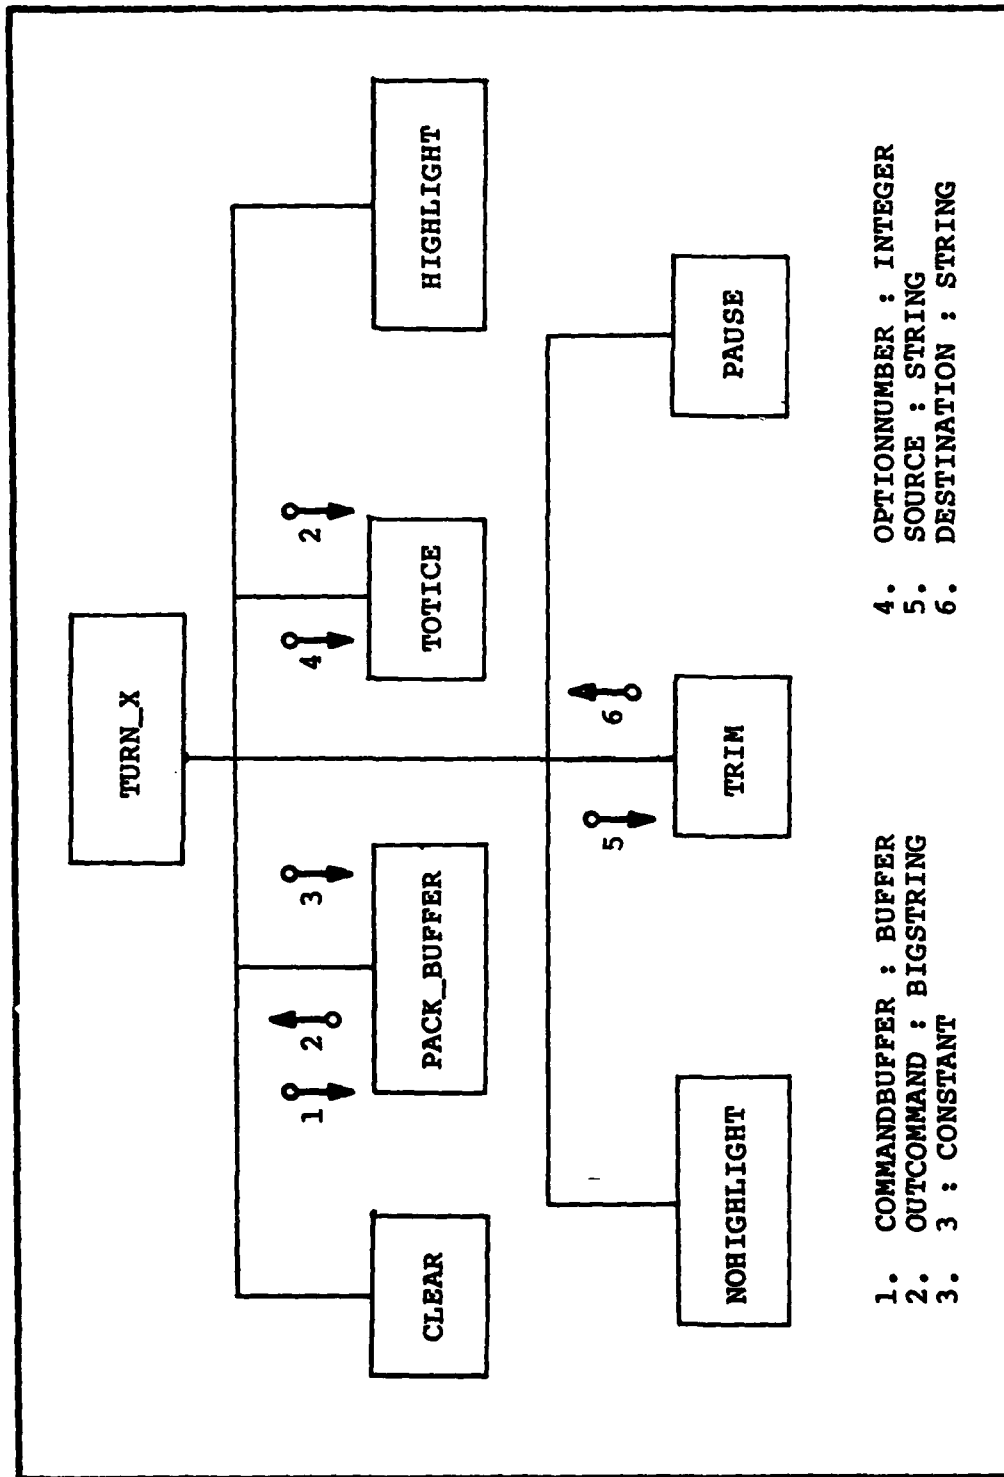 TURN_X
1
2
3
4
2
CLEAR
PACK_BUFFER
TOTICE
HIGHLIGHT
5
6
NOHIGHLIGHT
TRIM
PAUSE
1. COMMANDBUFFER : BUFFER
2. OUTCOMMAND : BIGSTRING
3. 3 : CONSTANT
4. OPTIONNUMBER : INTEGER
5. SOURCE : STRING
6. DESTINATION : STRING